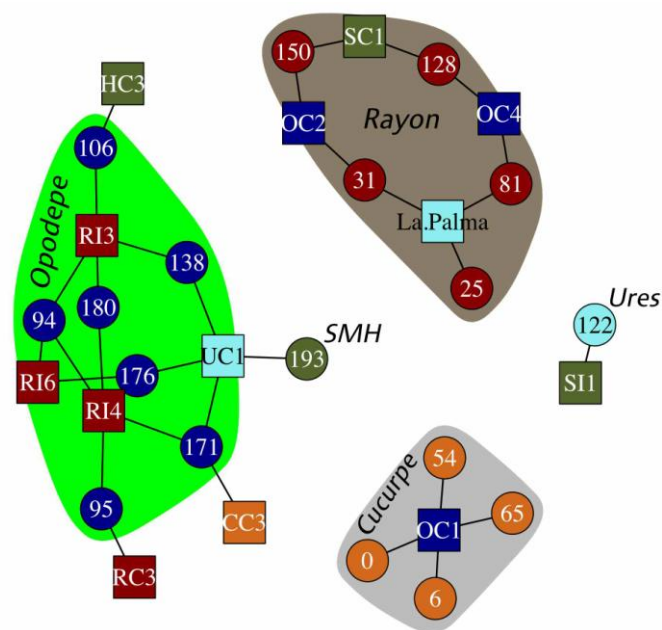 150
SC1
128
HC3
OC2
Rayon
OC4
106
31
81
La.Palma
Opodepe
RI3
138
25
94
180
Ures
122
SMH
UC1
193
RI6
176
SI1
RI4
171
54
Cucurpe
95
CC3
OC1
65
0
RC3
6